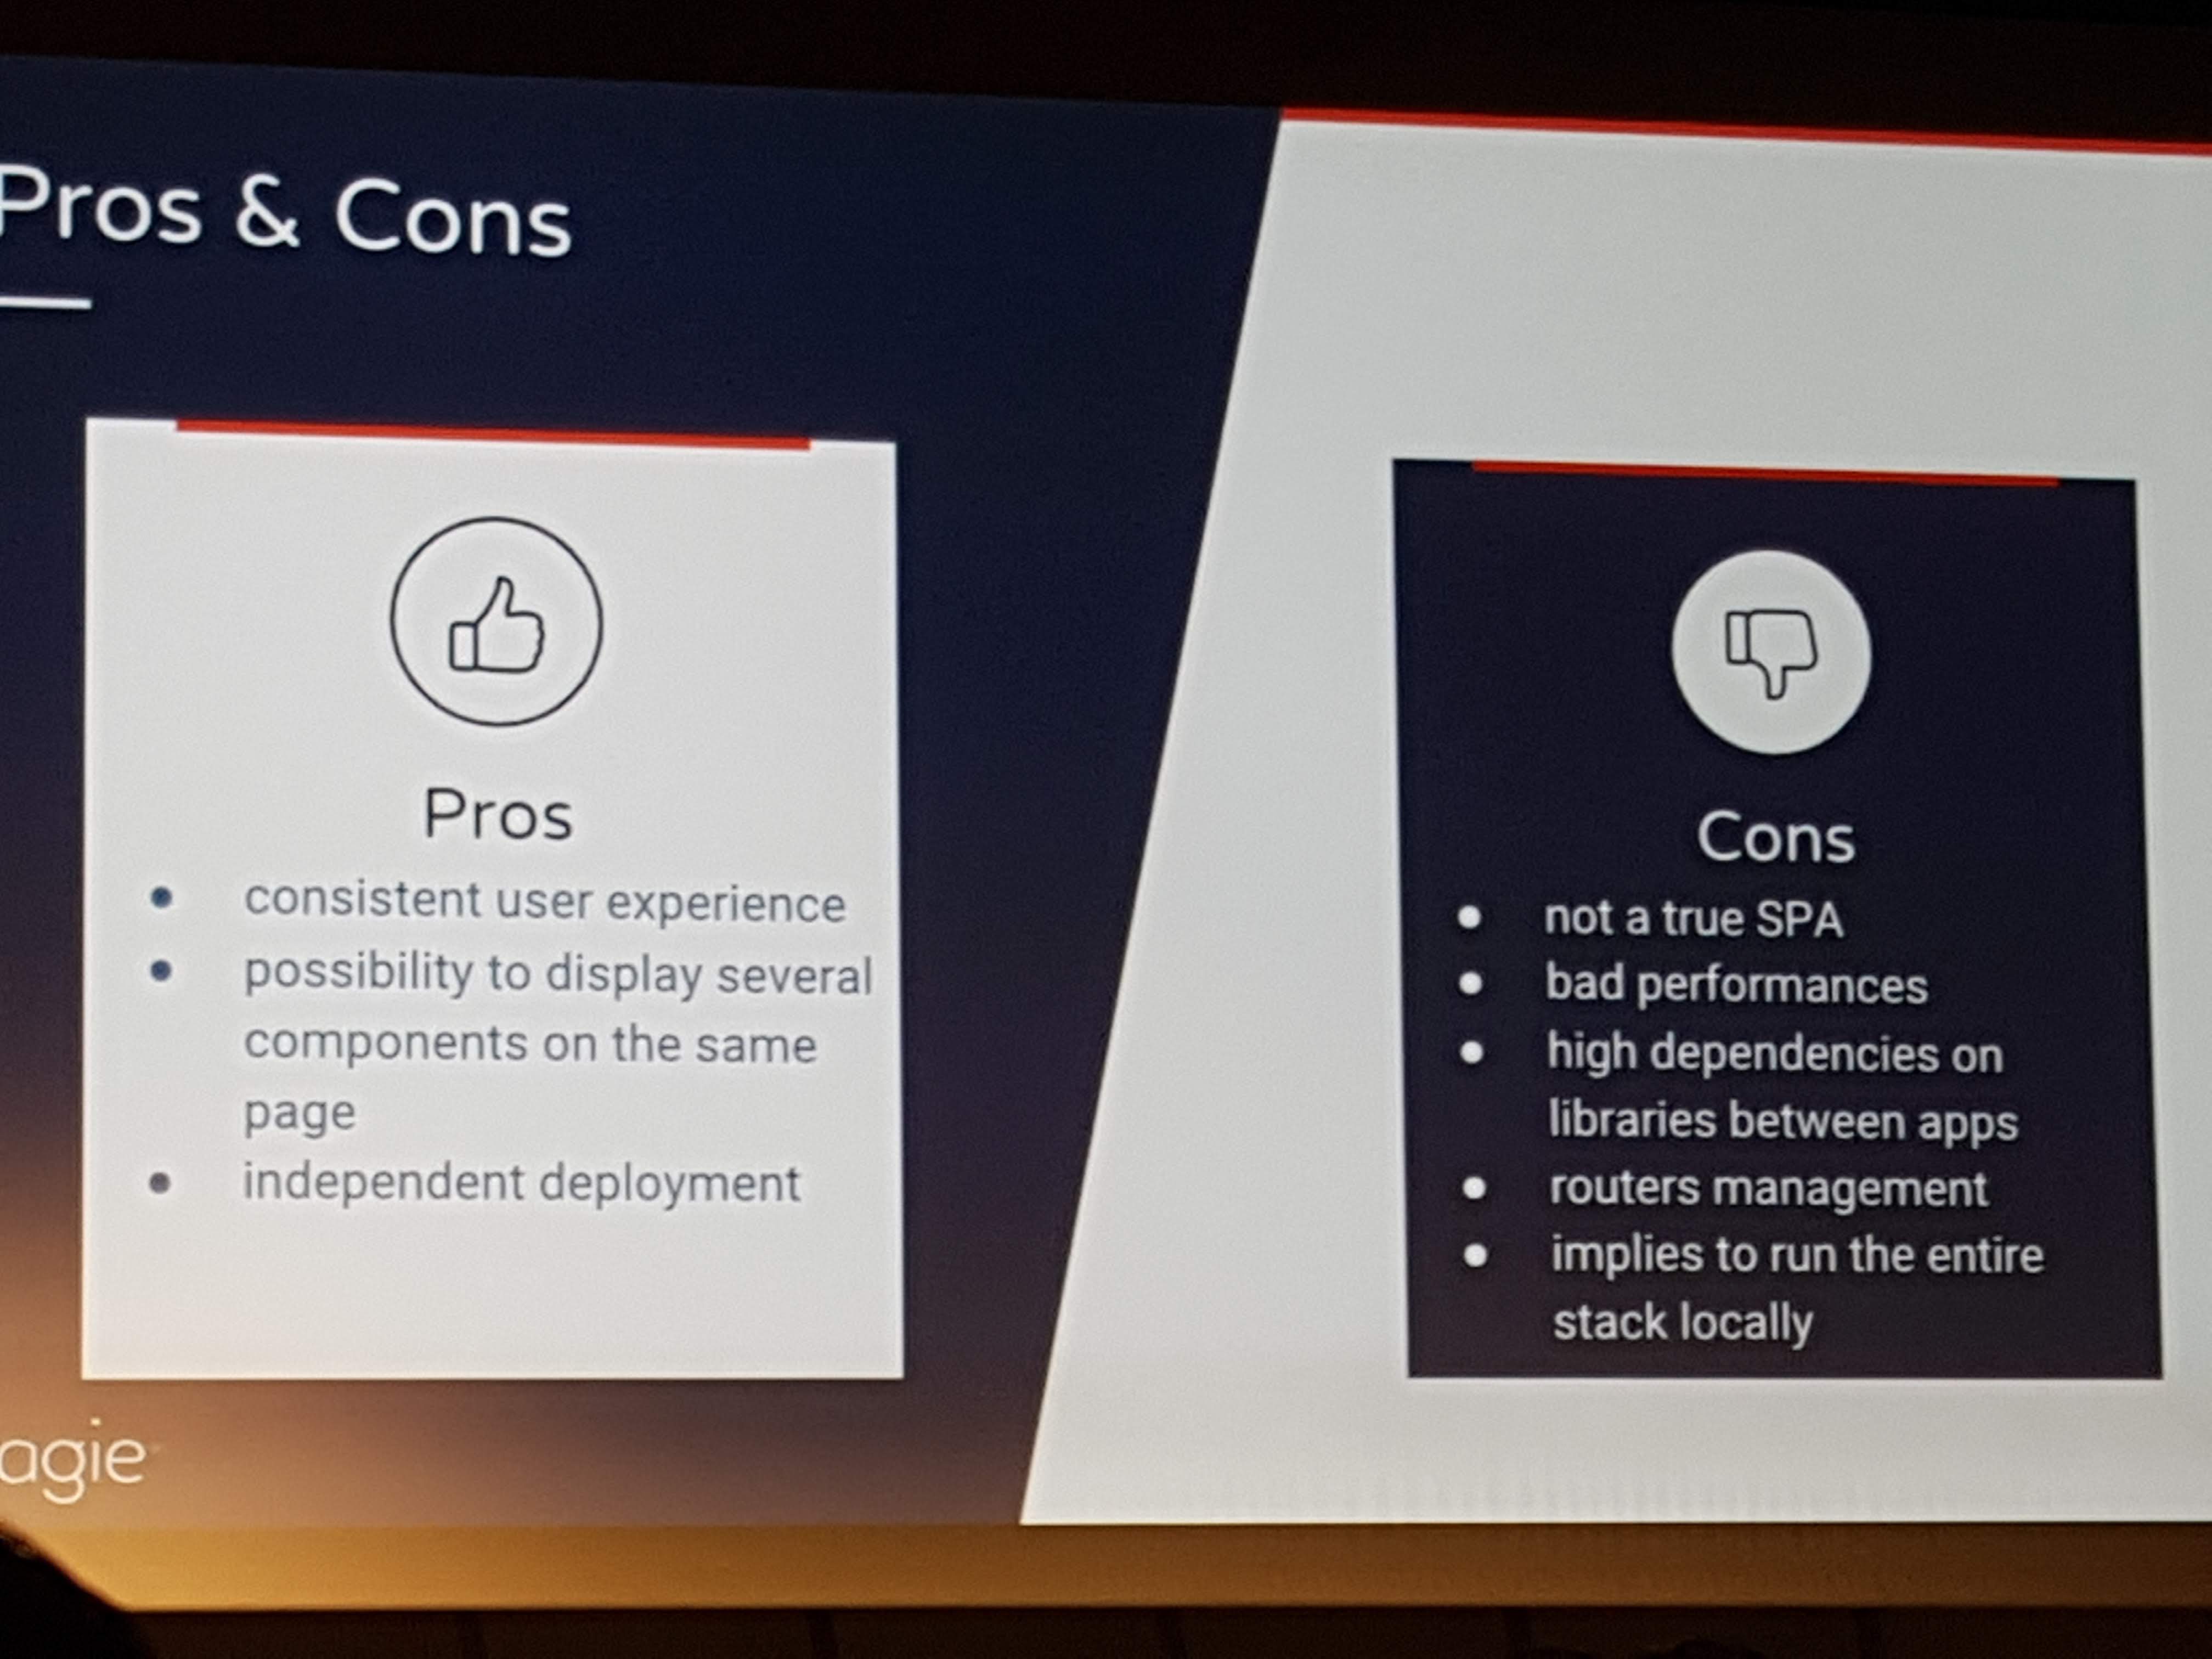 Pros & Cons
Pros
• consistent user experience
• possibility to display several
components on the same
page
• independent deployment
Cons
• not a true SPA
• bad performances
• high dependencies on
libraries between apps
• routers management
• implies to run the entire
stack locally
agie